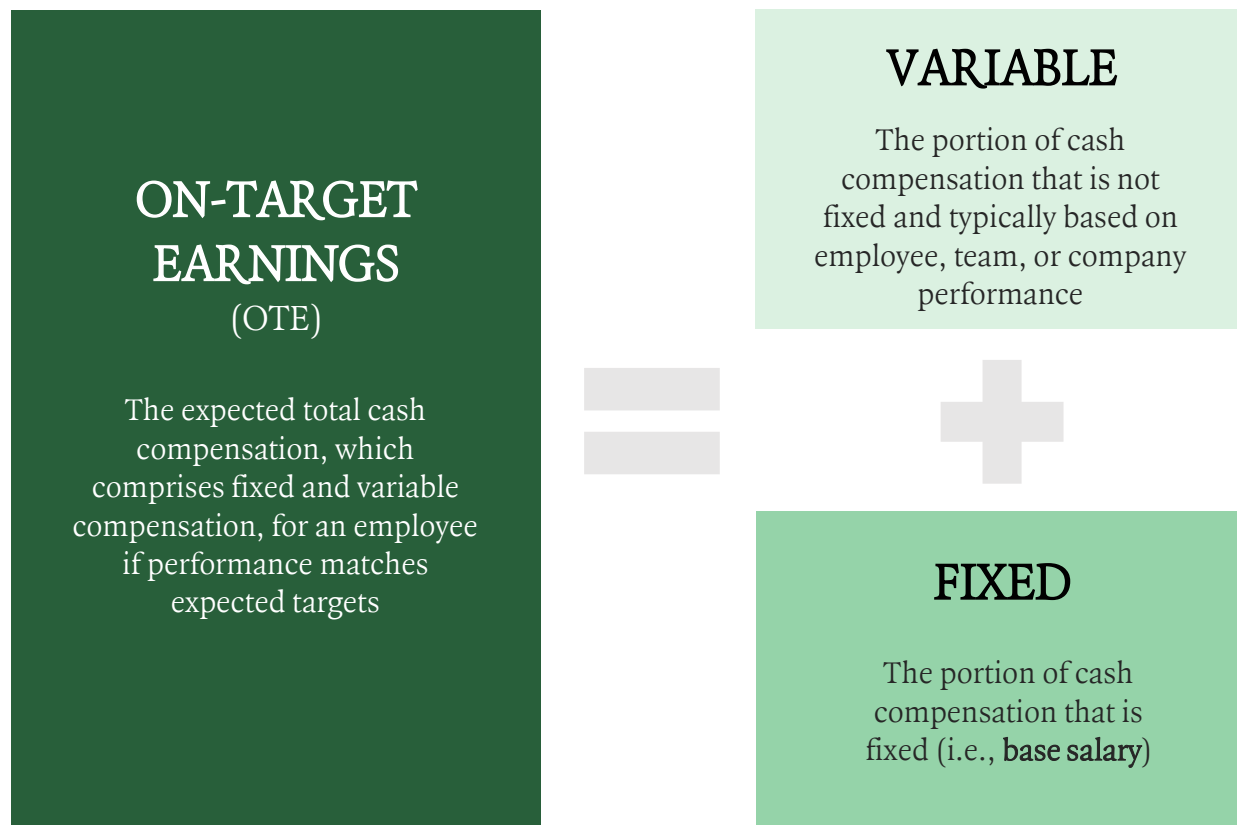 ON-TARGET
EARNINGS
(OTE)
The expected total cash
compensation, which
comprises fixed and variable
compensation, for an employee
if performance matches
expected targets
VARIABLE
The portion of cash
compensation that is not
fixed and typically based on
employee, team, or company
performance
FIXED
The portion of cash
compensation that is
fixed (i.e., base salary)